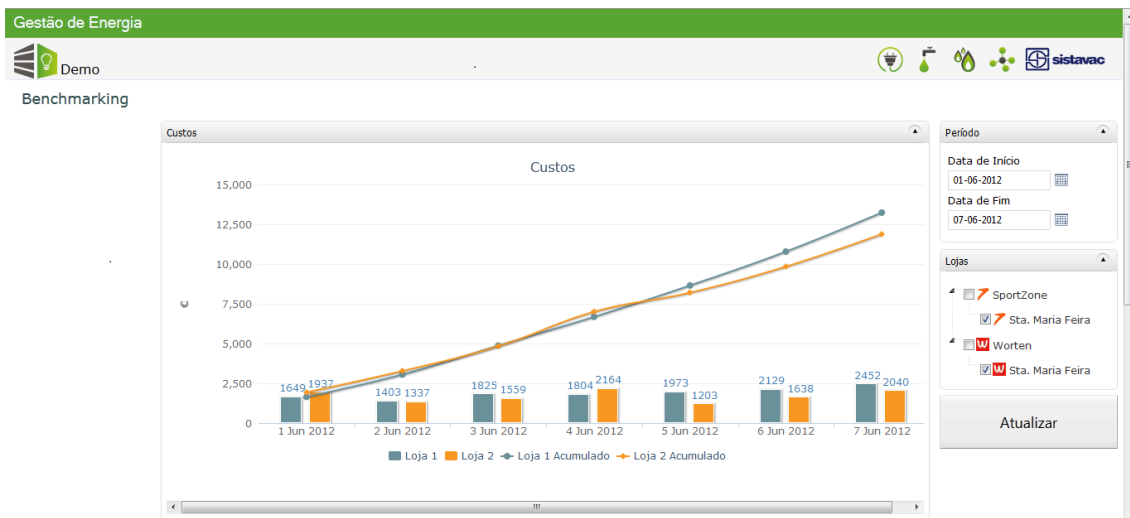 Gestão de Energia
Demo
sistavac
Benchmarking
Custos
Custos
15,000
12,500
10,000
7,500
5,000
2,500
0
€
1649 1937
1403 1337
1825 1559
1804 2164
1973 1203
2129 1638
2452 2040
1 Jun 2012 2 Jun 2012 3 Jun 2012 4 Jun 2012 5 Jun 2012 6 Jun 2012 7 Jun 2012
Loja 1 Loja 2 Loja 1 Acumulado Loja 2 Acumulado
Período
Data de Início
01-06-2012
Data de Fim
07-06-2012
Lojas
SportZone
Sta. Maria Feira
W Worten
W Sta. Maria Feira
Atualizar